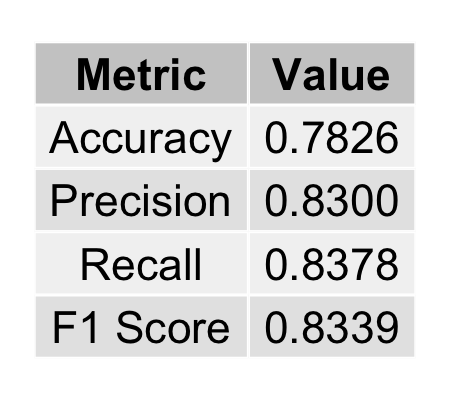 Metric Value
Accuracy 0.7826
Precision 0.8300
Recall 0.8378
F1 Score 0.8339